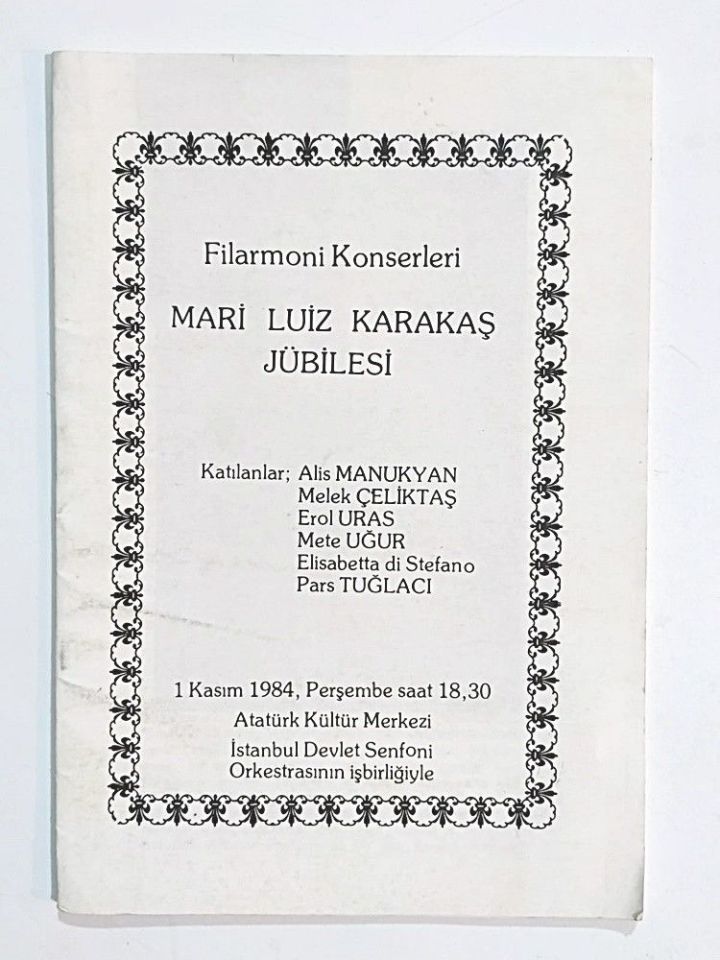 Filarmoni Konserleri
MARİ LUİZ KARAKAŞ
JÜBİLESİ
Katılanlar; Alis MANUKYAN
Melek ÇELİKTAŞ
Erol URAS
Mete UĞUR
Elisabetta di Stefano
Pars TUĞLACI
1 Kasım 1984, Perşembe saat 18,30
Atatürk Kültür Merkezi
İstanbul Devlet Senfoni
Orkestrasının işbirliğiyle